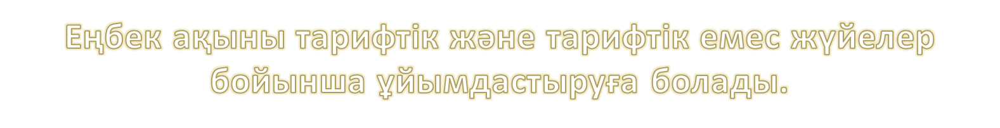 Еңбек ақыны тарифтік және тарифтік емес жүйелер
бойынша ұйымдастыруға болады.